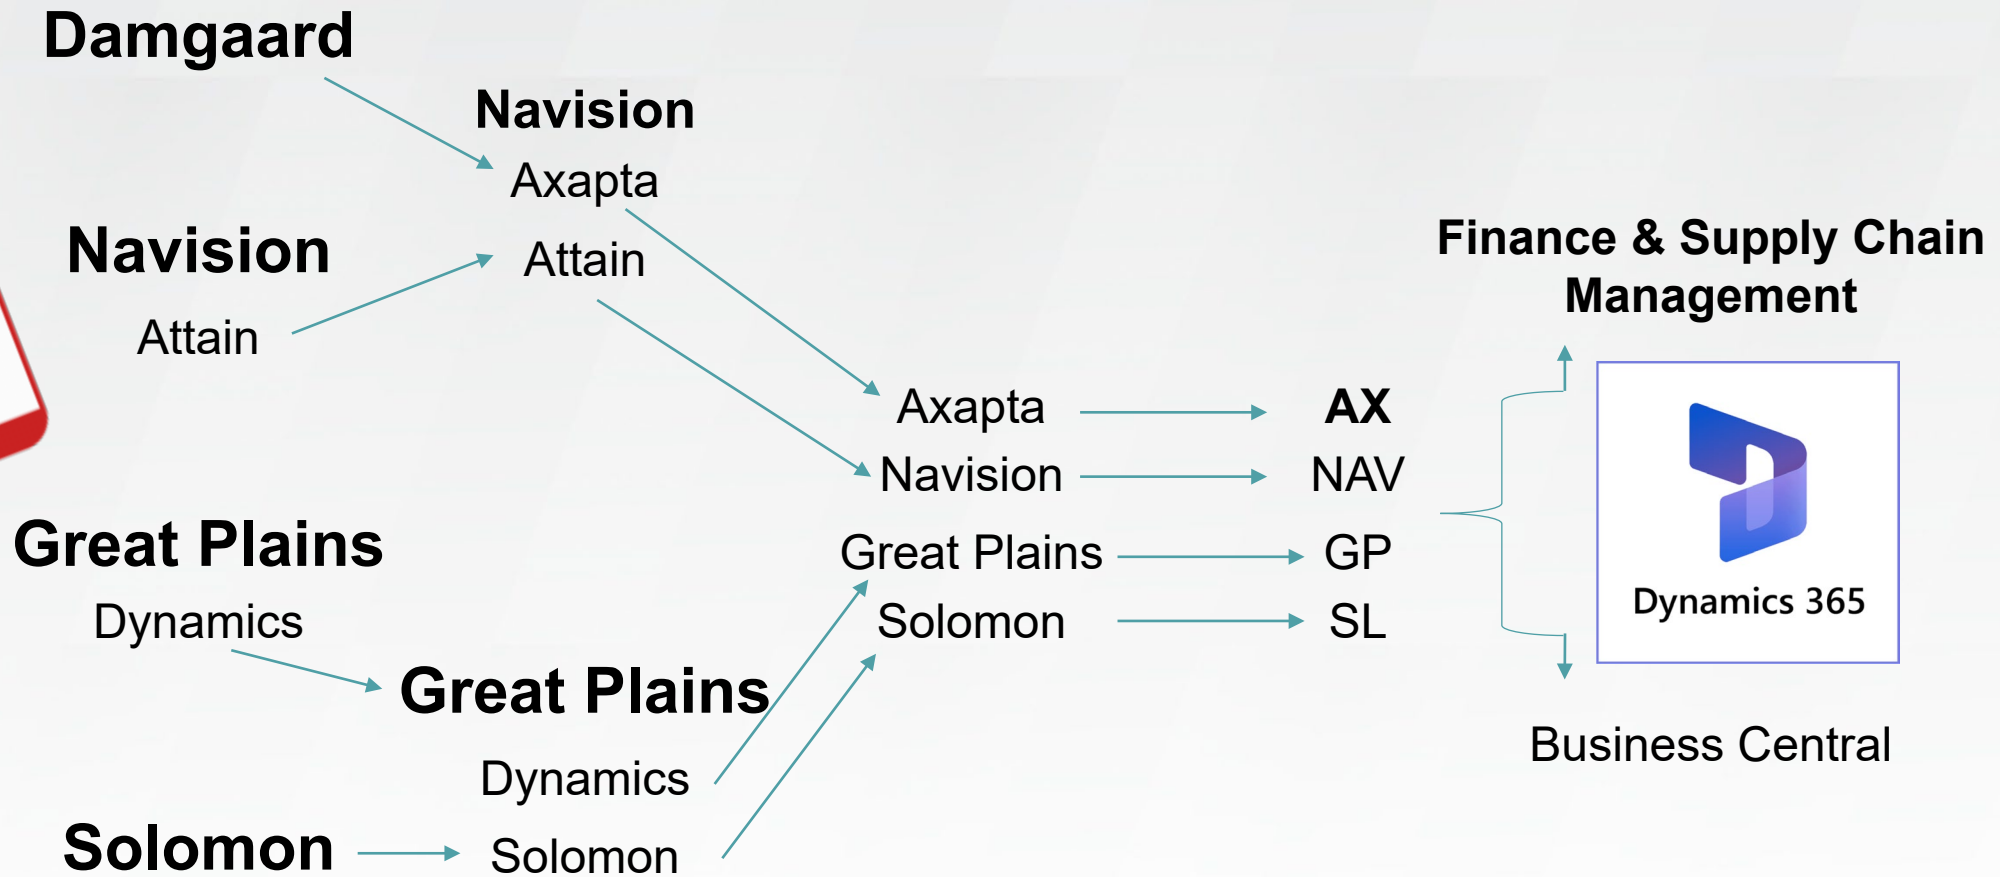 Damgaard
Navision
Axapta
Attain
Navision
Attain
Great Plains
Dynamics
Great Plains
Dynamics
Solomon
Solomon
Axapta
Navision
Great Plains
Solomon
AX
NAV
GP
SL
Finance & Supply Chain
Management
Dynamics 365
Business Central